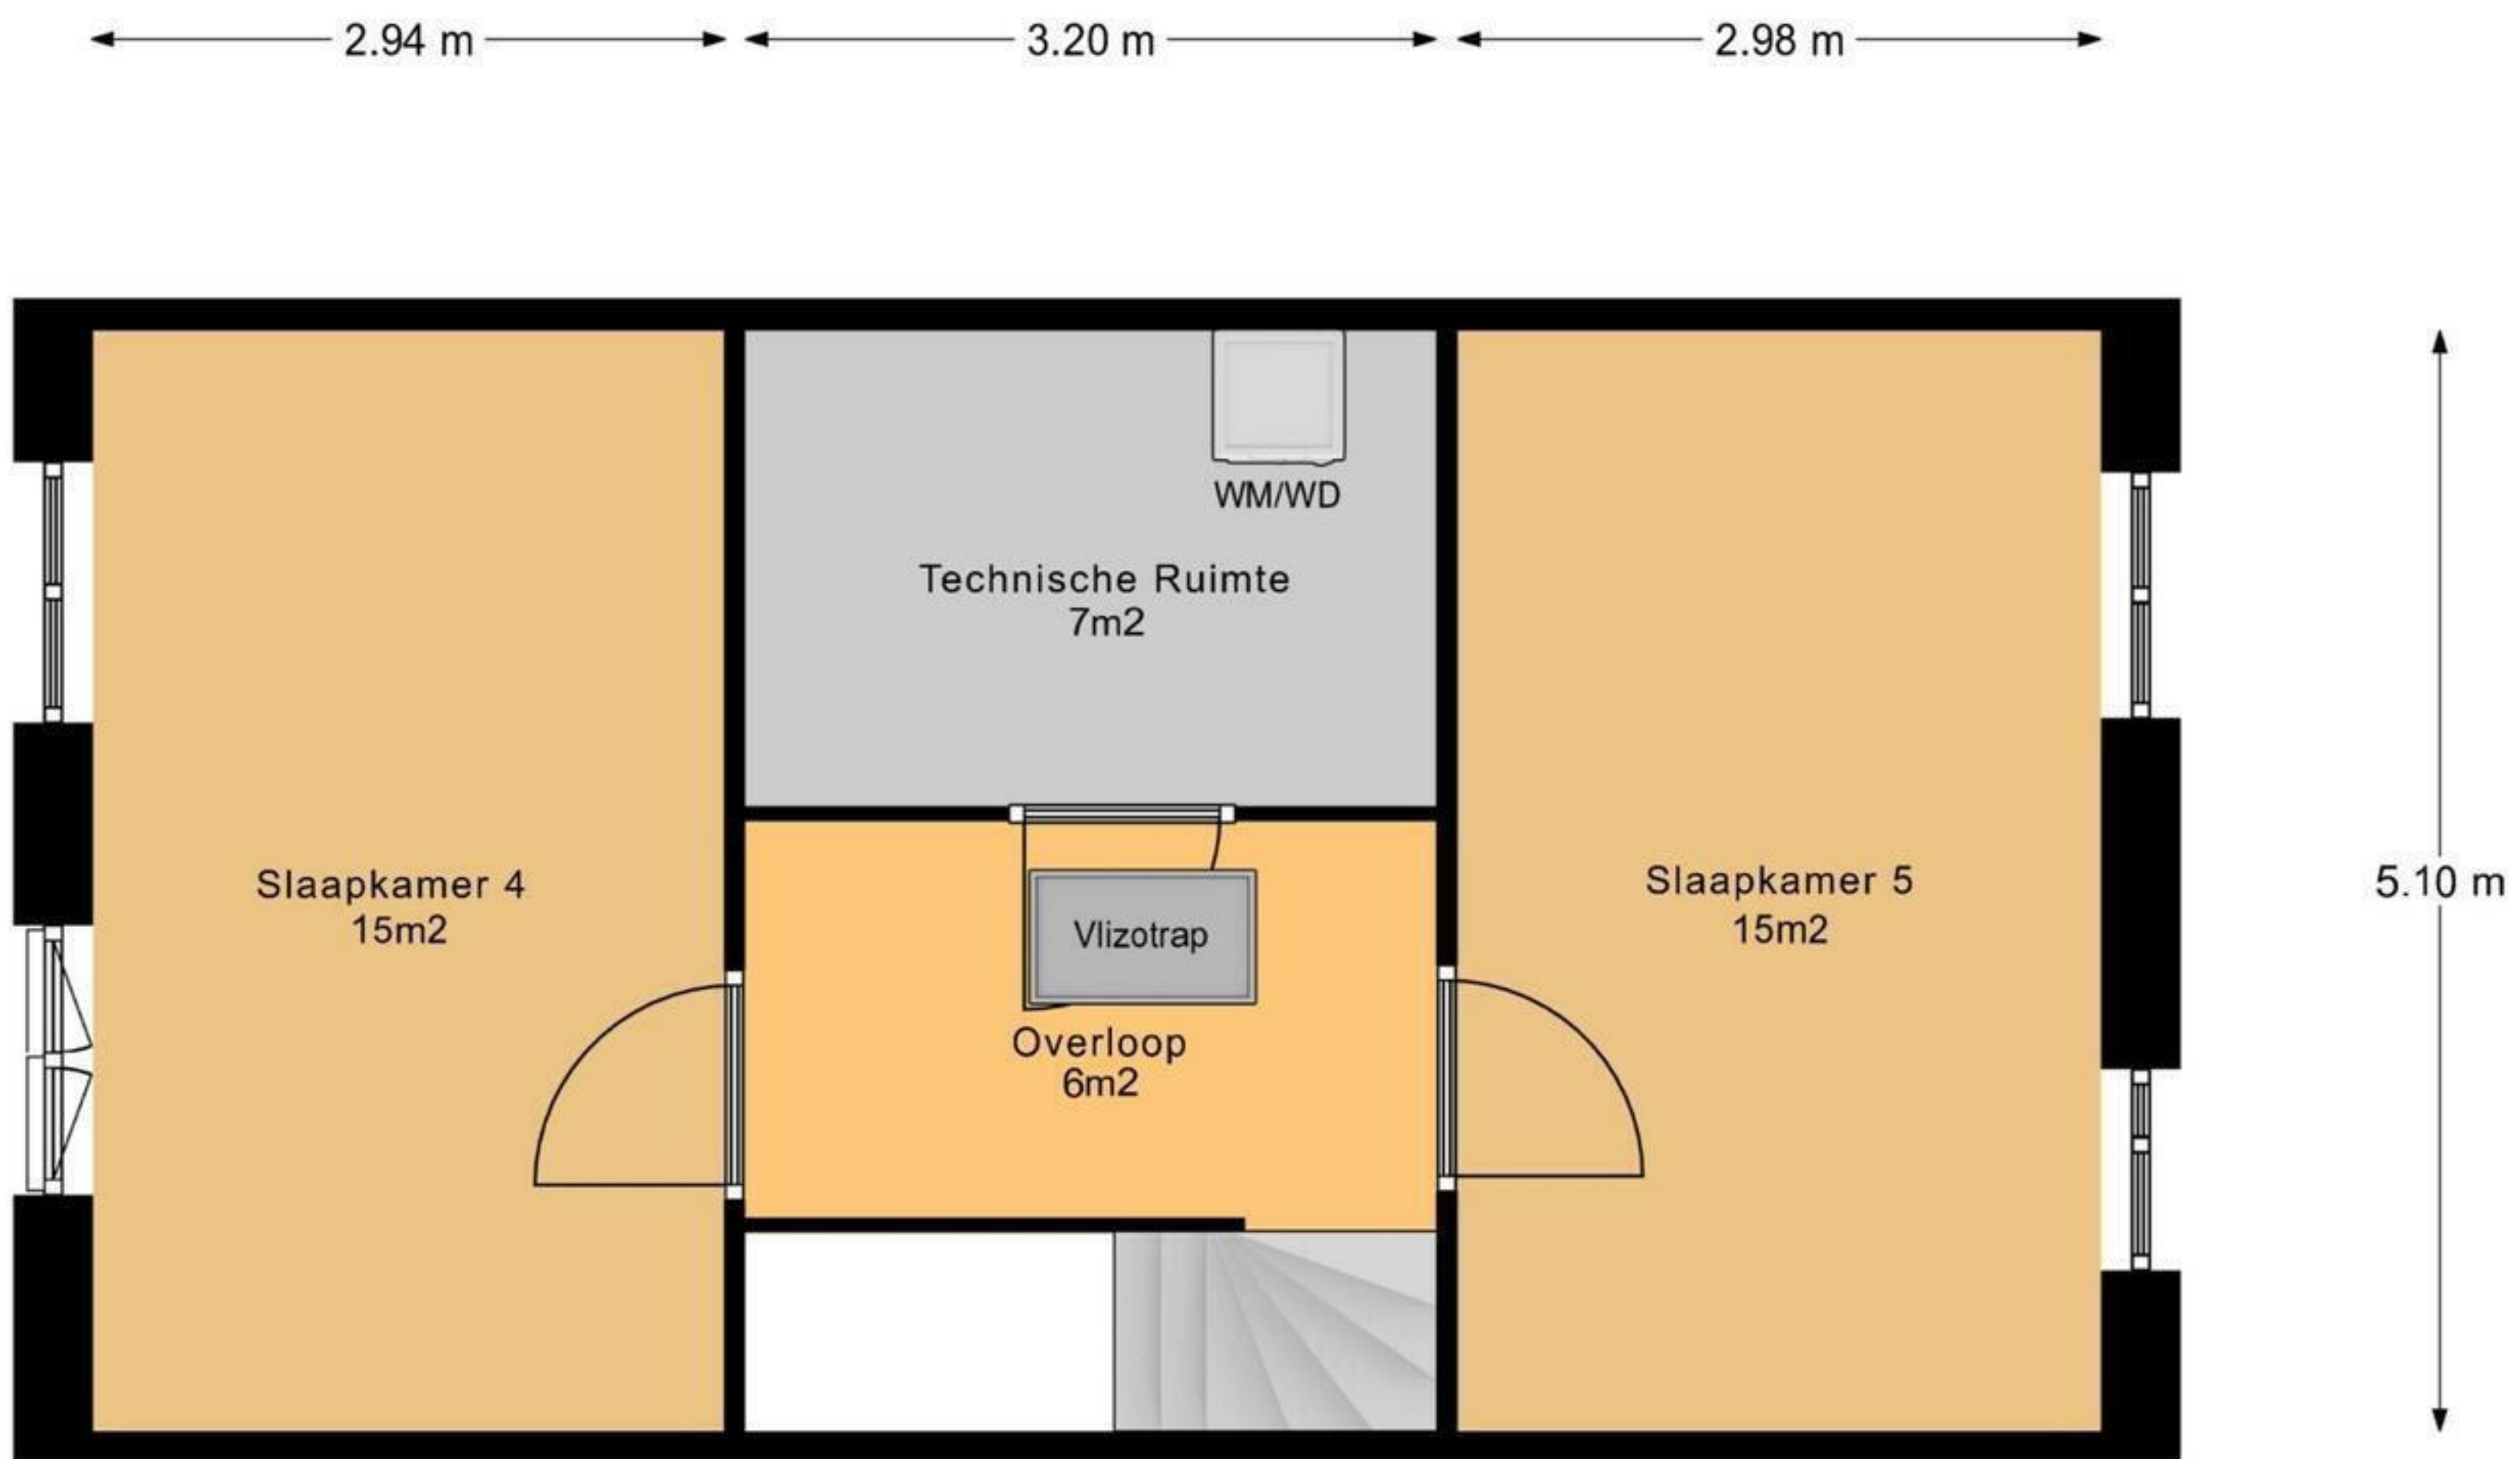 2.94 m
3.20 m
2.98 m
WM/WD
Technische Ruimte
7m2
Slaapkamer 4
15m2
Vlizotrap
Overloop
6m2
Slaapkamer 5
15m2
5.10 m